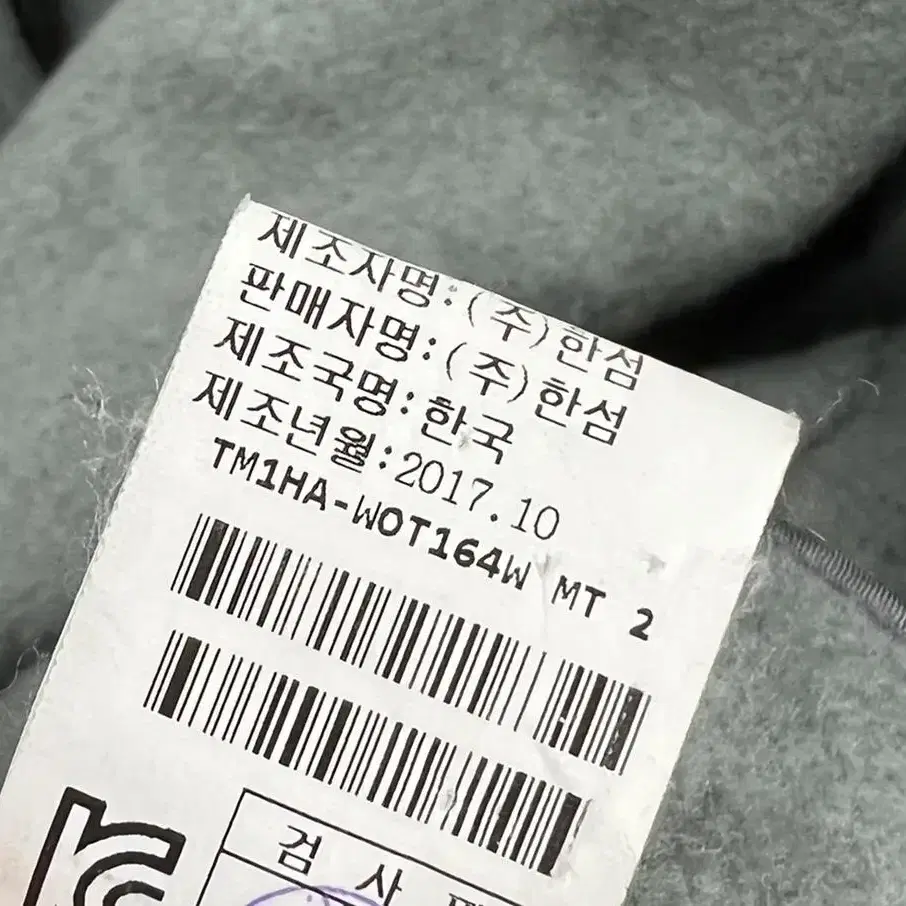 제조자명:(주)한섬
판매자명:(주)한섬
제조국명:한국
제조년월:2017.10
TM1HA-WOT164W MT 2
검사